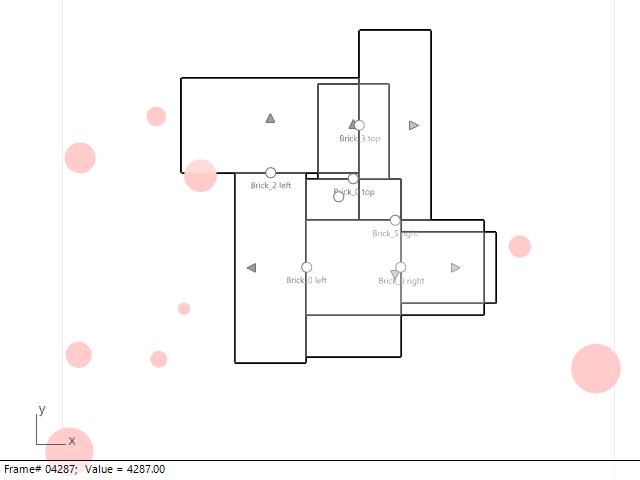 Brick_3 top
Brick_2 left
Brick_0 top
Brick_5 right
Brick_0 left
Brick_0 right
y
x
Frame# 04287; Value = 4287.00